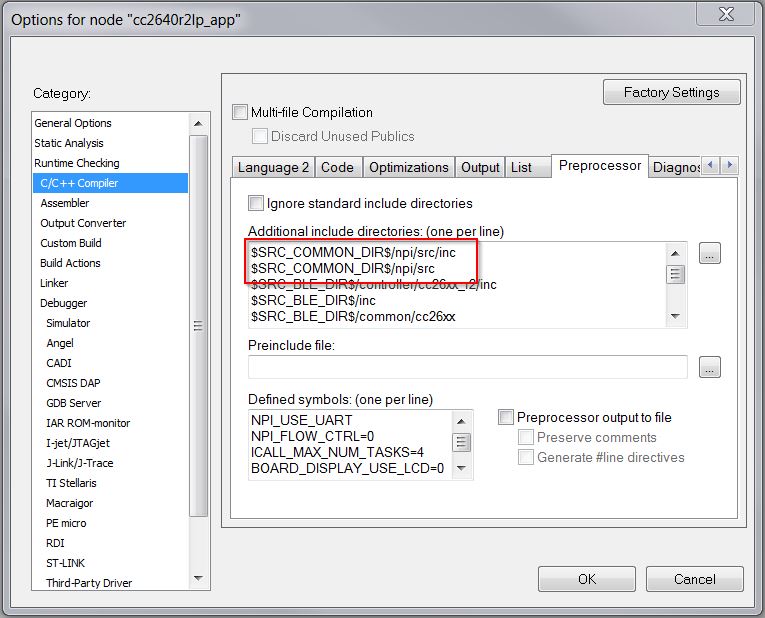 Options for node "cc2640r2lp_app"
Category:
General Options
Static Analysis
Runtime Checking
C/C++ Compiler
Assembler
Output Converter
Custom Build
Build Actions
Linker
Debugger
Simulator
Angel
CADI
CMSIS DAP
GDB Server
IAR ROM-monitor
I-jet/JTAGjet
J-Link/J-Trace
TI Stellaris
Macraigor
PE micro
RDI
ST-LINK
Third-Party Driver
Factory Settings
Multi-file Compilation
Discard Unused Publics
Language 2 Code Optimizations Output List Preprocessor Diagnos
Ignore standard include directories
Additional include directories: (one per line)
$SRC_COMMON_DIR$/npi/src/inc
$SRC_COMMON_DIR$/npi/src
$SRC_BLE_DIR$/controller/cc26xx_r2/inc
$SRC_BLE_DIR$/inc
$SRC_BLE_DIR$/common/cc26xx
...
Preinclude file:
...
Defined symbols: (one per line)
NPI_USE_UART
NPI_FLOW_CTRL=0
ICALL_MAX_NUM_TASKS=4
BOARD_DISPLAY_USE_LCD=0
Preprocessor output to file
Preserve comments
Generate #line directives
OK Cancel